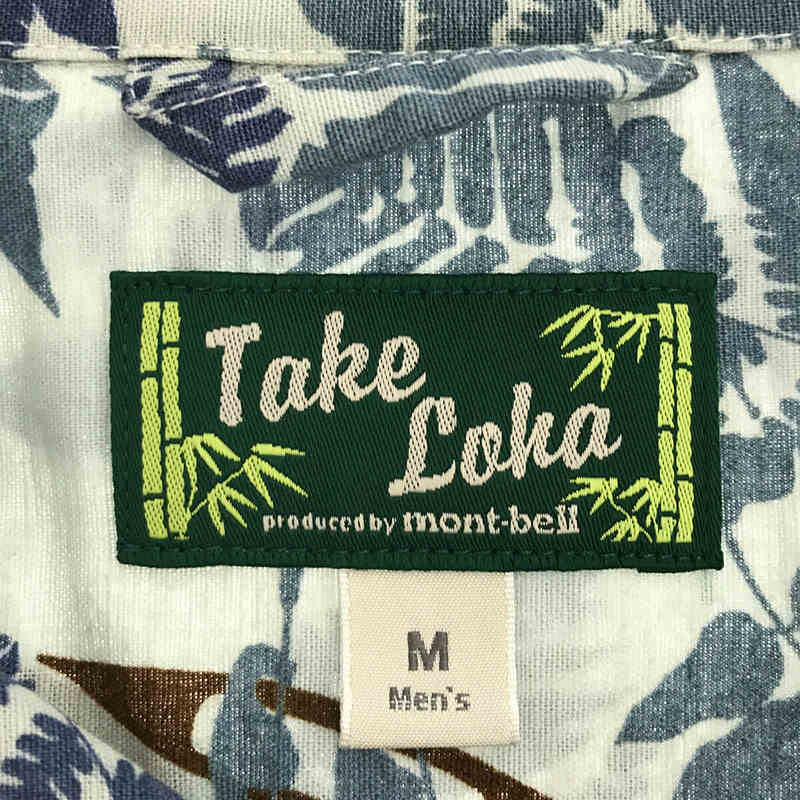 Take
Loha
produced by mont-bell
M
Men's